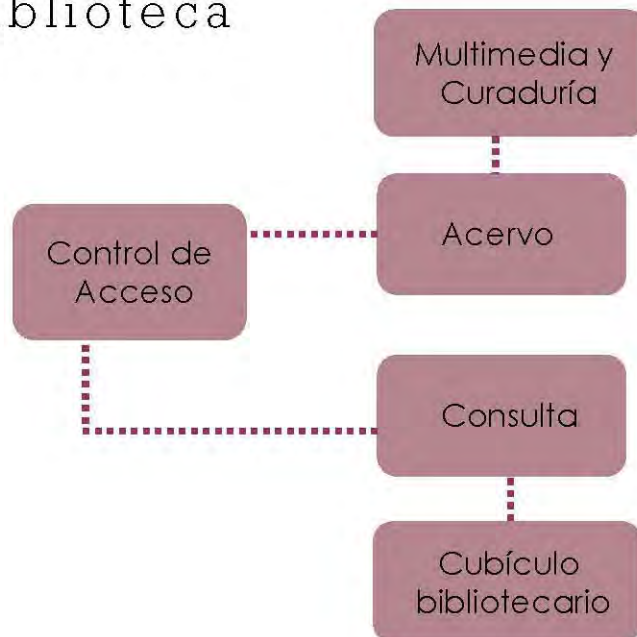 blioteca
Multimedia y
Curaduría
Control de
Acceso
Acervo
Consulta
Cubículo
bibliotecario